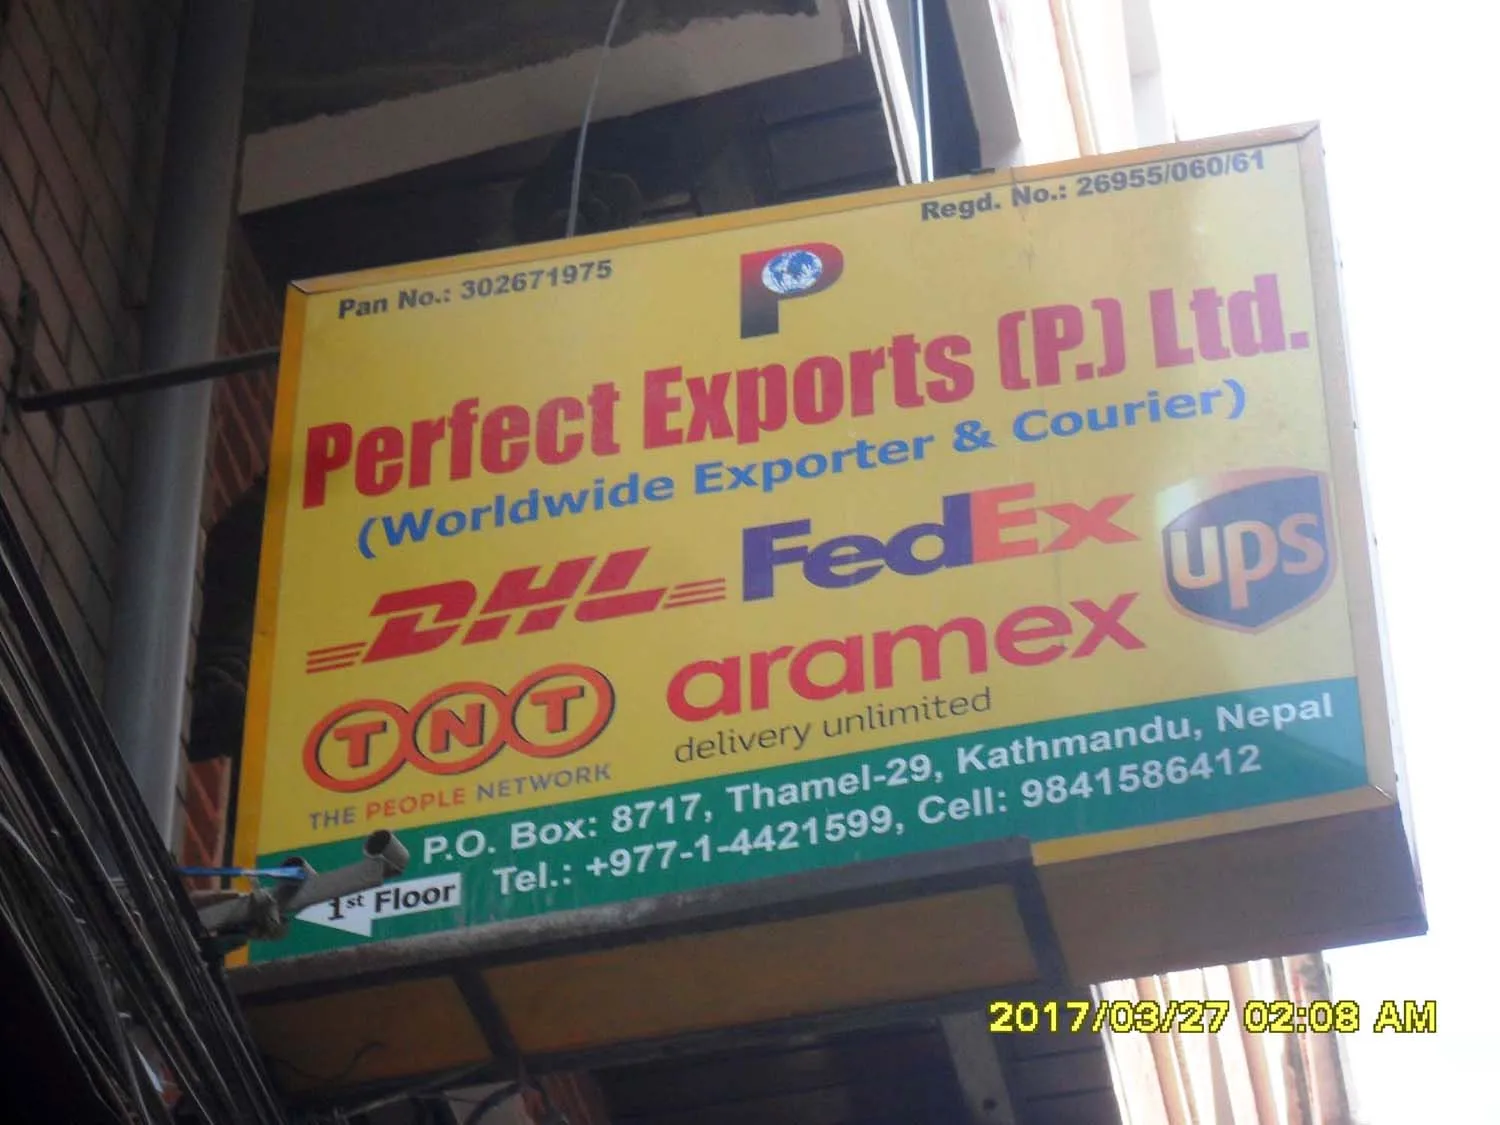 Pan No.: 302671975
Regd. No.: 26955/060/61
P
Perfect Exports (P.) Ltd.
(Worldwide Exporter & Courier)
DHL
FedEx
ups
TNT
THE PEOPLE NETWORK
aramex
delivery unlimited
P.O. Box: 8717, Thamel-29, Kathmandu, Nepal
Tel.: +977-1-4421599, Cell: 9841586412
1st Floor
2017/03/27 02:08 AM